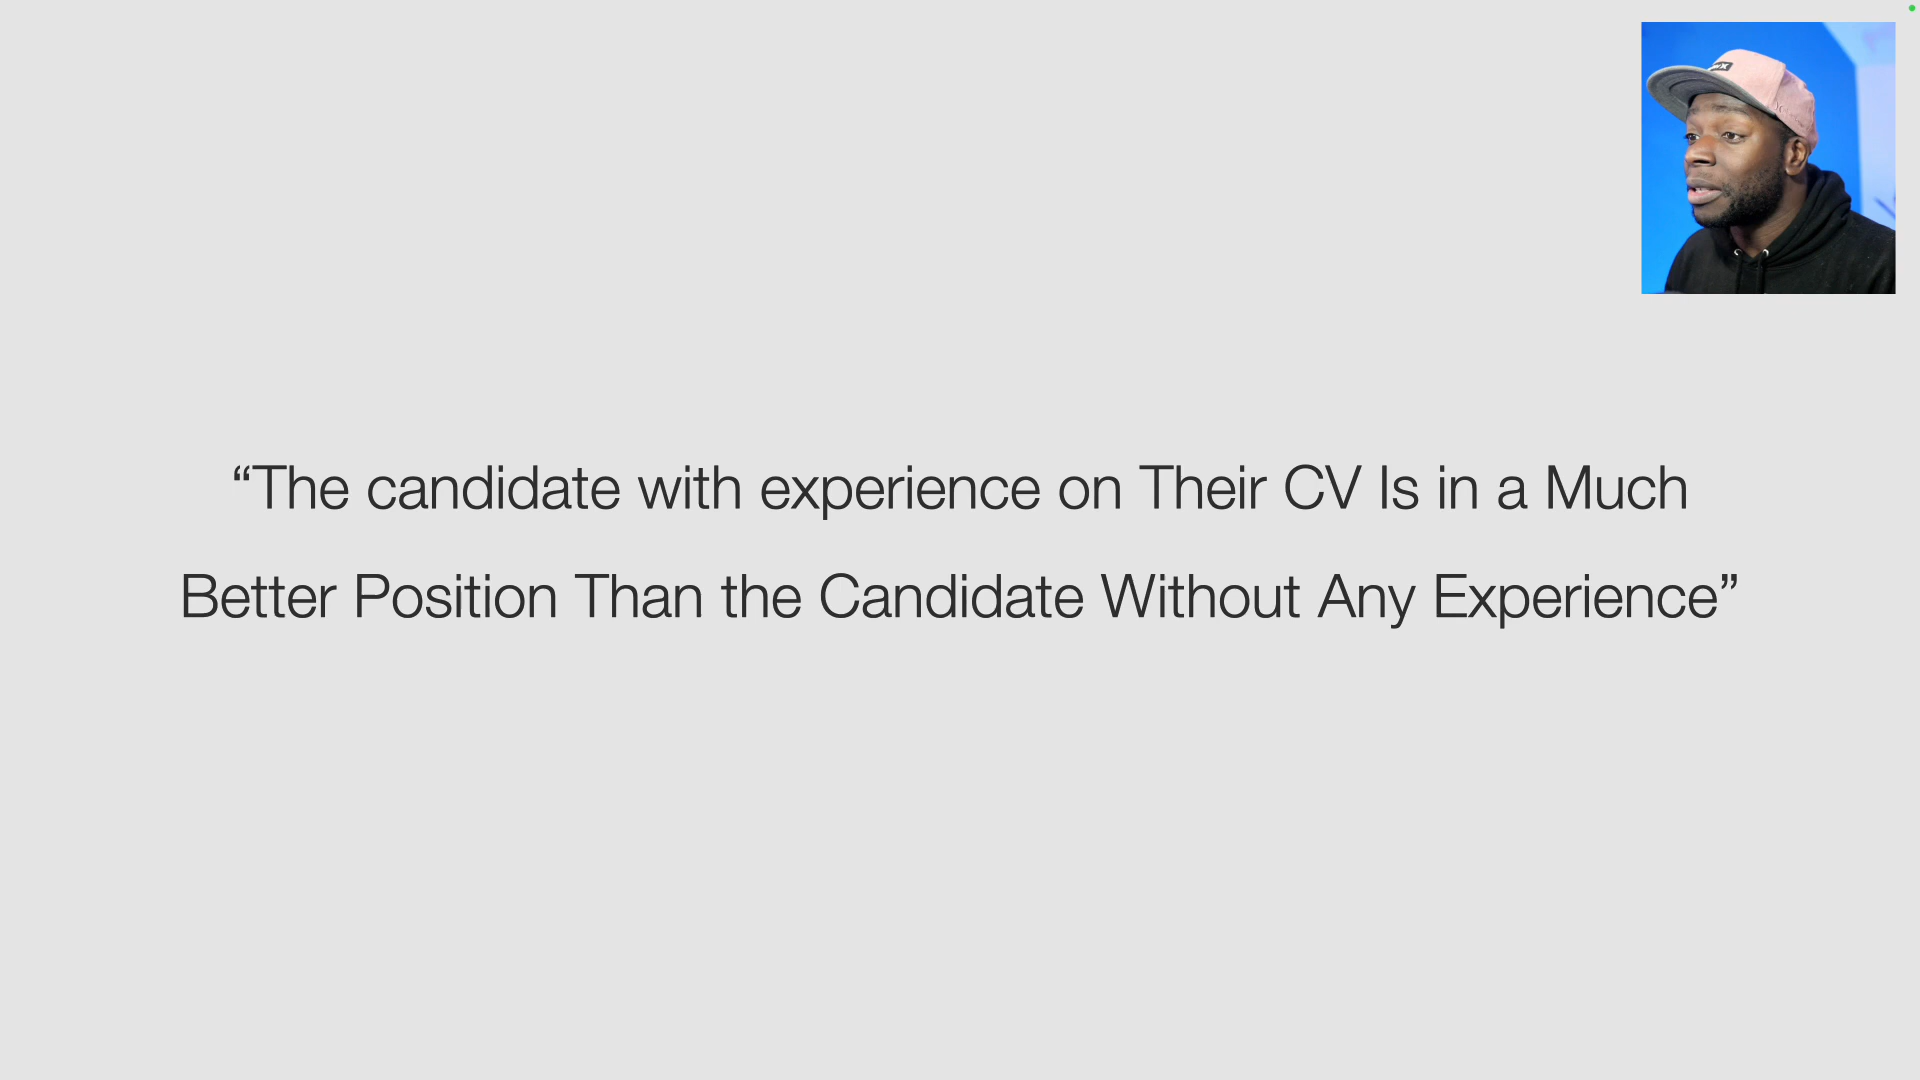 “The candidate with experience on Their CV Is in a Much
Better Position Than the Candidate Without Any Experience”